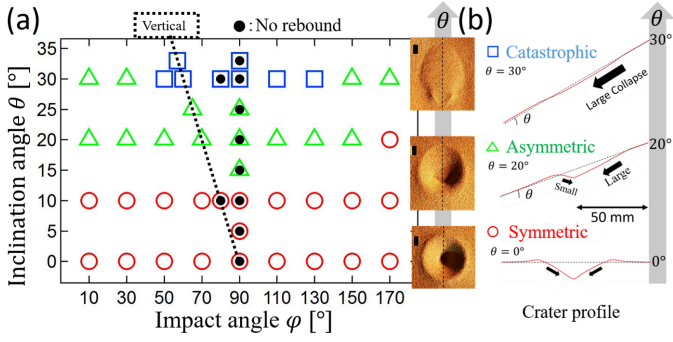 (a)
Vertical
: No rebound
Inclination angle θ [°]
35
30
25
20
15
10
5
0
10
30
50
70
90
110
130
150
170
Impact angle φ [°]
θ
(b)
θ
Catastrophic
θ = 30°
30°
Large Collapse
θ
Asymmetric
θ = 20°
20°
Small
Large
θ
50 mm
Symmetric
θ = 0°
0°
Crater profile